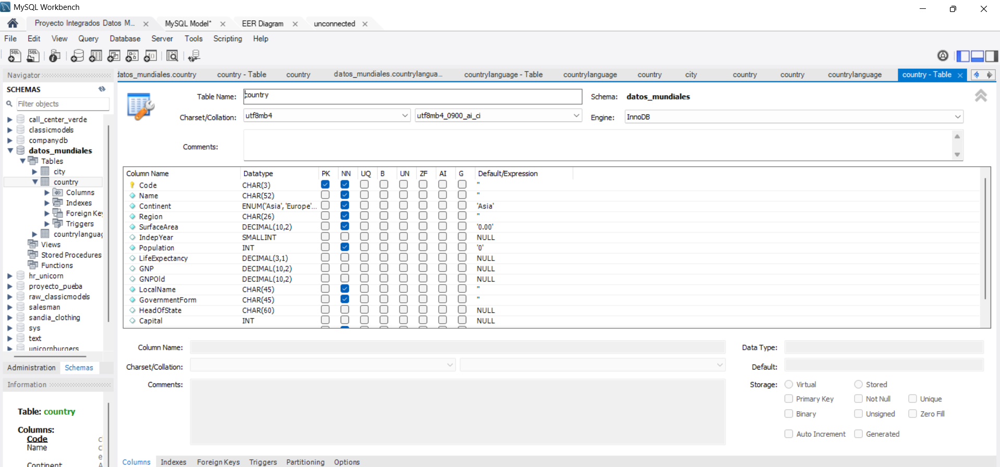 MySQL Workbench
Proyecto Integrados Datos M... MySQL Model* EER Diagram unconnected
File Edit View Query Database Server Tools Scripting Help
Navigator
SCHEMAS
Filter objects
call_center_verde
classicmodels
companydb
datos_mundiales
Tables
city
country
Columns
Indexes
Foreign Key
Triggers
countrylanguag
Views
Stored Procedures
Functions
hr_unicorn
proyecto_pueba
raw_classicmodels
salesman
sandia_clothing
sys
text
unicornburgers
Administration Schemas
Information
Table: country
Columns:
Code
Name
Continent
datos_mundiales.country country - Table country datos_mundiales.countrylangua... countrylanguage - Table countrylanguage country city country country countrylanguage country - Table
Table Name: country Schema: datos_mundiales
Charset/Collation: utf8mb4 utf8mb4_0900_ai_ci Engine: InnoDB
Comments:
Column Name Datatype PK NN UQ B UN ZF AI G Default/Expression
Code CHAR(3) ''
Name CHAR(52) ''
Continent ENUM('Asia','Europe'... 'Asia'
Region CHAR(26) ''
SurfaceArea DECIMAL(10,2) '0.00'
IndepYear SMALLINT NULL
Population INT '0'
LifeExpectancy DECIMAL(3,1) NULL
GNP DECIMAL(10,2) NULL
GNPOld DECIMAL(10,2) NULL
LocalName CHAR(45) ''
GovernmentForm CHAR(45) ''
HeadOfState CHAR(60) NULL
Capital INT NULL
Column Name: Data Type:
Charset/Collation: Default:
Comments: Storage: Virtual Stored
Primary Key Not Null Unique
Binary Unsigned Zero Fill
Auto Increment Generated
Columns Indexes Foreign Keys Triggers Partitioning Options